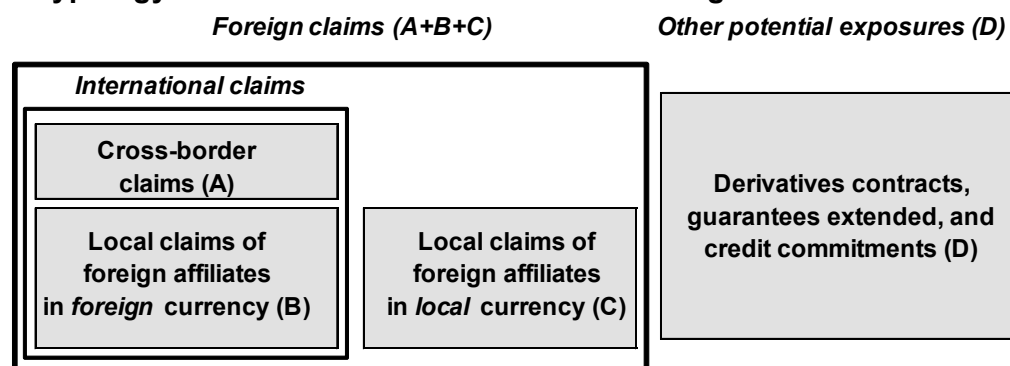 Foreign claims (A+B+C)
Other potential exposures (D)
International claims
Cross-border
claims (A)
Local claims of
foreign affiliates
in foreign currency (B)
Local claims of
foreign affiliates
in local currency (C)
Derivatives contracts,
guarantees extended, and
credit commitments (D)